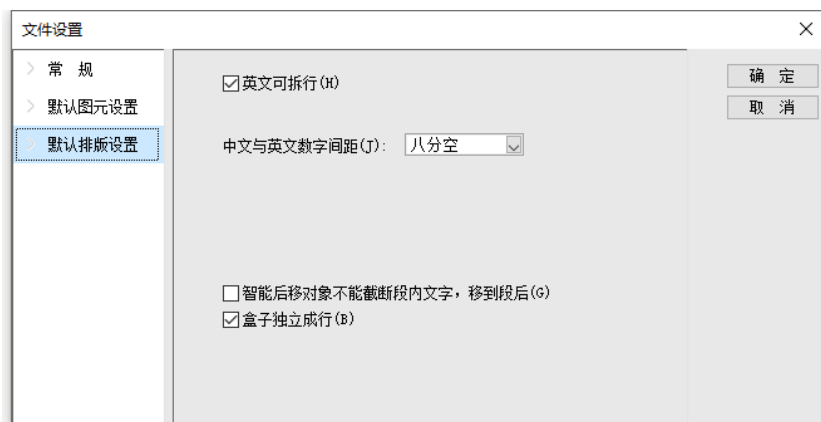 文件设置
常 规
默认图元设置
默认排版设置
英文可拆行(H)
中文与英文数字间距(J): 八分空
智能后移对象不能截断段内文字，移到段后(G)
盒子独立成行(B)
确 定
取 消